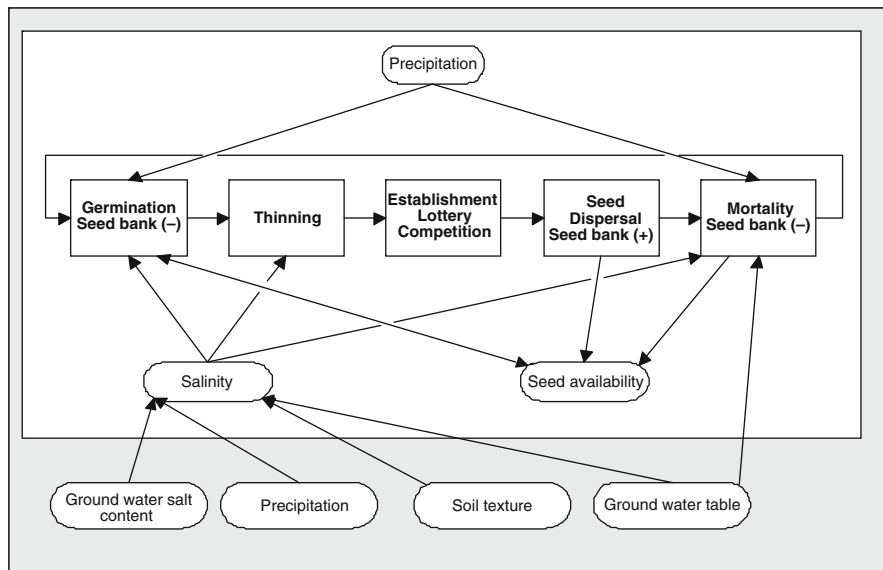 Precipitation
Germination
Seed bank (–)
Thinning
Establishment
Lottery
Competition
Seed
Dispersal
Seed bank (+)
Mortality
Seed bank (–)
Salinity
Seed availability
Ground water salt
content
Precipitation
Soil texture
Ground water table